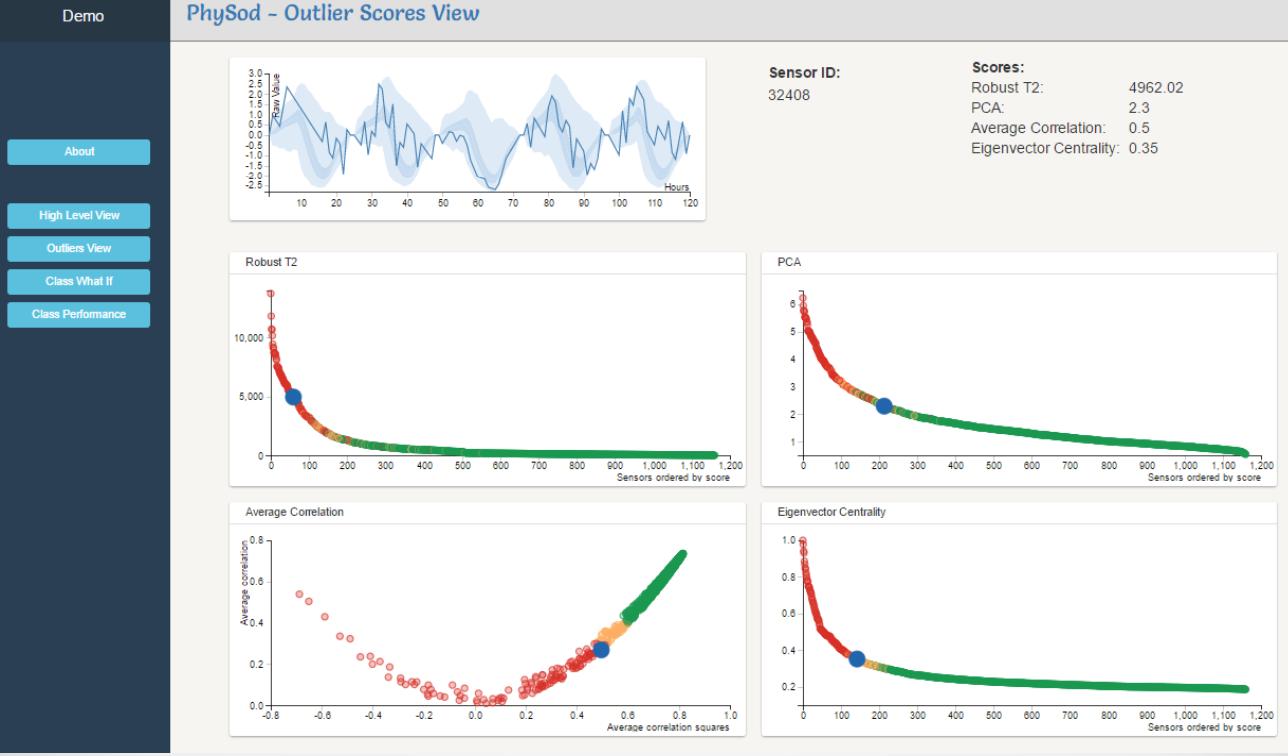 Demo
PhySod - Outlier Scores View
About
High Level View
Outliers View
Class What If
Class Performance
3.0
2.5
2.0
1.5
1.0
0.5
0.0
-0.5
-1.0
-1.5
-2.0
-2.5
Raw Value
Hours
10 20 30 40 50 60 70 80 90 100 110 120
Sensor ID:
32408
Scores:
Robust T2: 4962.02
PCA: 2.3
Average Correlation: 0.5
Eigenvector Centrality: 0.35
Robust T2
10,000
5,000
0
0 100 200 300 400 500 600 700 800 900 1,000 1,100 1,200
Sensors ordered by score
PCA
6
5
4
3
2
1
0 100 200 300 400 500 600 700 800 900 1,000 1,100 1,200
Sensors ordered by score
Average Correlation
Average correlation
0.8
0.6
0.4
0.2
0.0
-0.8 -0.6 -0.4 -0.2 0.0 0.2 0.4 0.6 0.8 1.0
Average correlation squares
Eigenvector Centrality
1.0
0.8
0.6
0.4
0.2
0 100 200 300 400 500 600 700 800 900 1,000 1,100 1,200
Sensors ordered by score